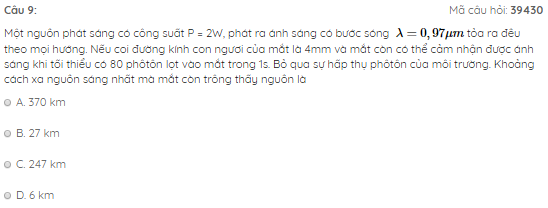 Câu 9: Mã câu hỏi: 39430
Một nguồn phát sáng có công suất P = 2W, phát ra ánh sáng có bước sóng λ = 0,97μm tỏa ra đều
theo mọi hướng. Nếu coi đường kính con ngươi của mắt là 4mm và mắt còn có thể cảm nhận được ánh
sáng khi tối thiểu có 80 phôtôn lọt vào mắt trong 1s. Bỏ qua sự hấp thụ phôtôn của môi trường. Khoảng
cách xa nguồn sáng nhất mà mắt còn trông thấy nguồn là
A. 370 km
B. 27 km
C. 247 km
D. 6 km